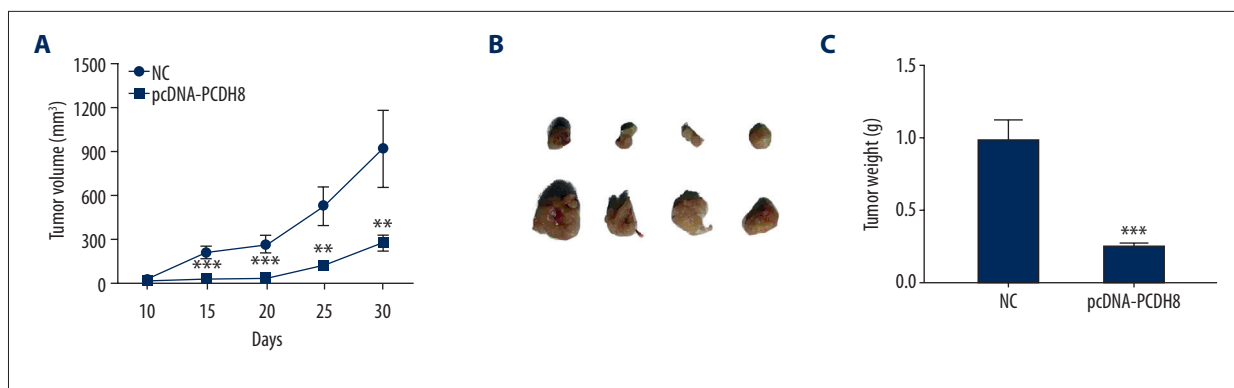 A
Tumor volume (mm³)
1500
1200
900
600
300
0
NC
pcDNA-PCDH8
***
***
**
**
10 15 20 25 30
Days
B
C
Tumor weight (g)
1.5
1.0
0.5
0.0
***
NC pcDNA-PCDH8